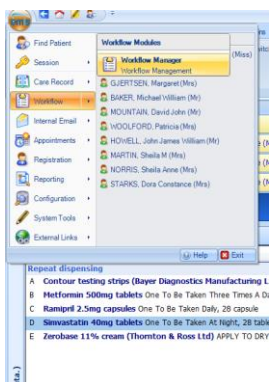 Find Patient
Session
Care Record
Workflow
Internal Email
Appointments
Registration
Reporting
Configuration
System Tools
External Links
Workflow Modules
Workflow Manager
Workflow Management
(Miss)
GJERTSEN, Margaret (Mrs)
BAKER, Michael William (Mr)
MOUNTAIN, David John (Mr)
WOOLFORD, Patricia (Mrs)
HOWELL, John James William (Mr)
MARTIN, Sheila M (Mrs)
NORRIS, Sheila Anne (Mrs)
STARKS, Dora Constance (Mrs)
Help Exit
Repeat dispensing
A Contour testing strips (Bayer Diagnostics Manufacturing L
B Metformin 500mg tablets One To Be Taken Three Times A Da
C Ramipril 2.5mg capsules One To Be Taken Daily, 28 capsule
D Simvastatin 40mg tablets One To Be Taken At Night, 28 table
E Zerobase 11% cream (Thornton & Ross Ltd) APPLY TO DRY